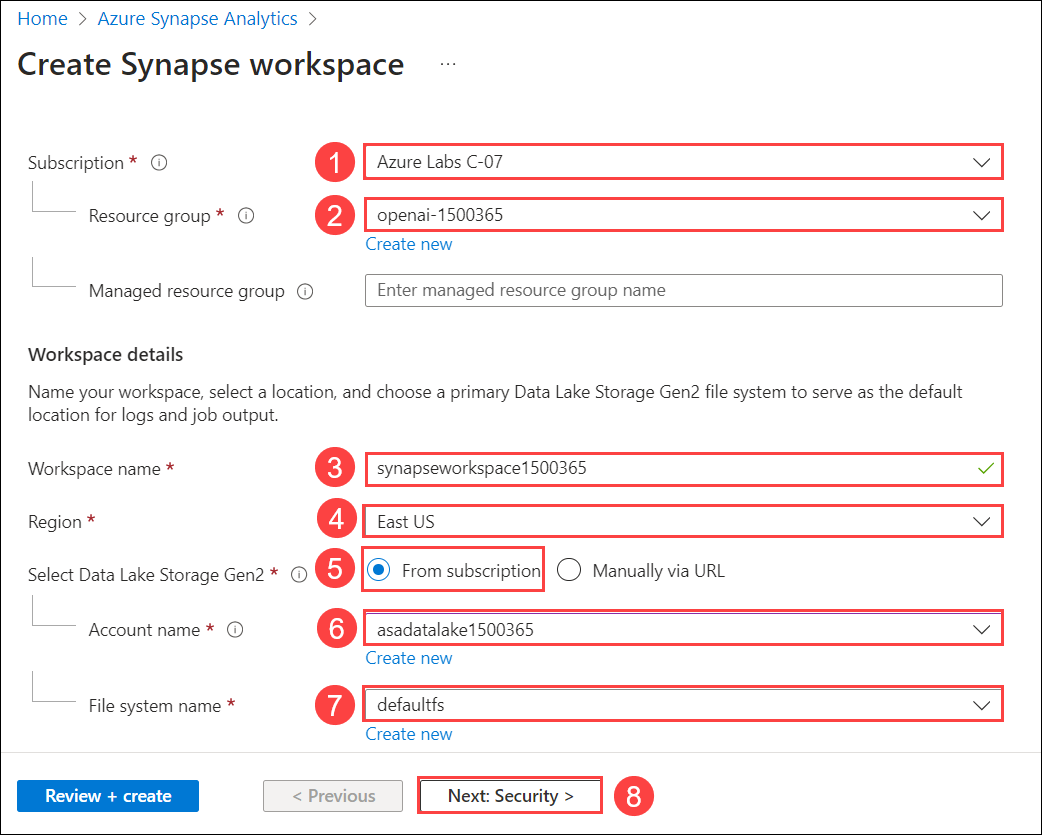 Home > Azure Synapse Analytics >
Create Synapse workspace ...
Subscription * 1 Azure Labs C-07
Resource group * 2 openai-1500365
Create new
Managed resource group Enter managed resource group name
Workspace details
Name your workspace, select a location, and choose a primary Data Lake Storage Gen2 file system to serve as the default
location for logs and job output.
Workspace name * 3 synapseworkspace1500365
Region * 4 East US
Select Data Lake Storage Gen2 * 5 From subscription Manually via URL
Account name * 6 asadatalake1500365
Create new
File system name * 7 defaultfs
Create new
Review + create < Previous Next: Security > 8